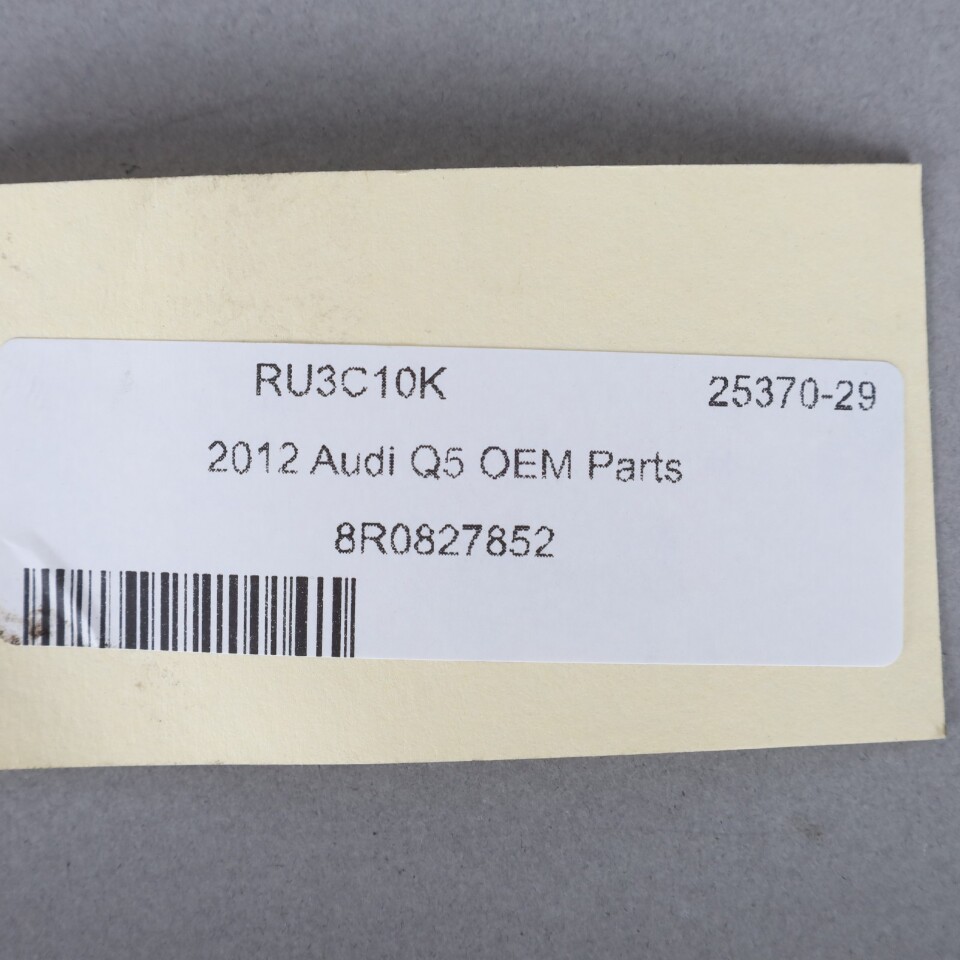 RU3C10K 25370-29
2012 Audi Q5 OEM Parts
8R0827852